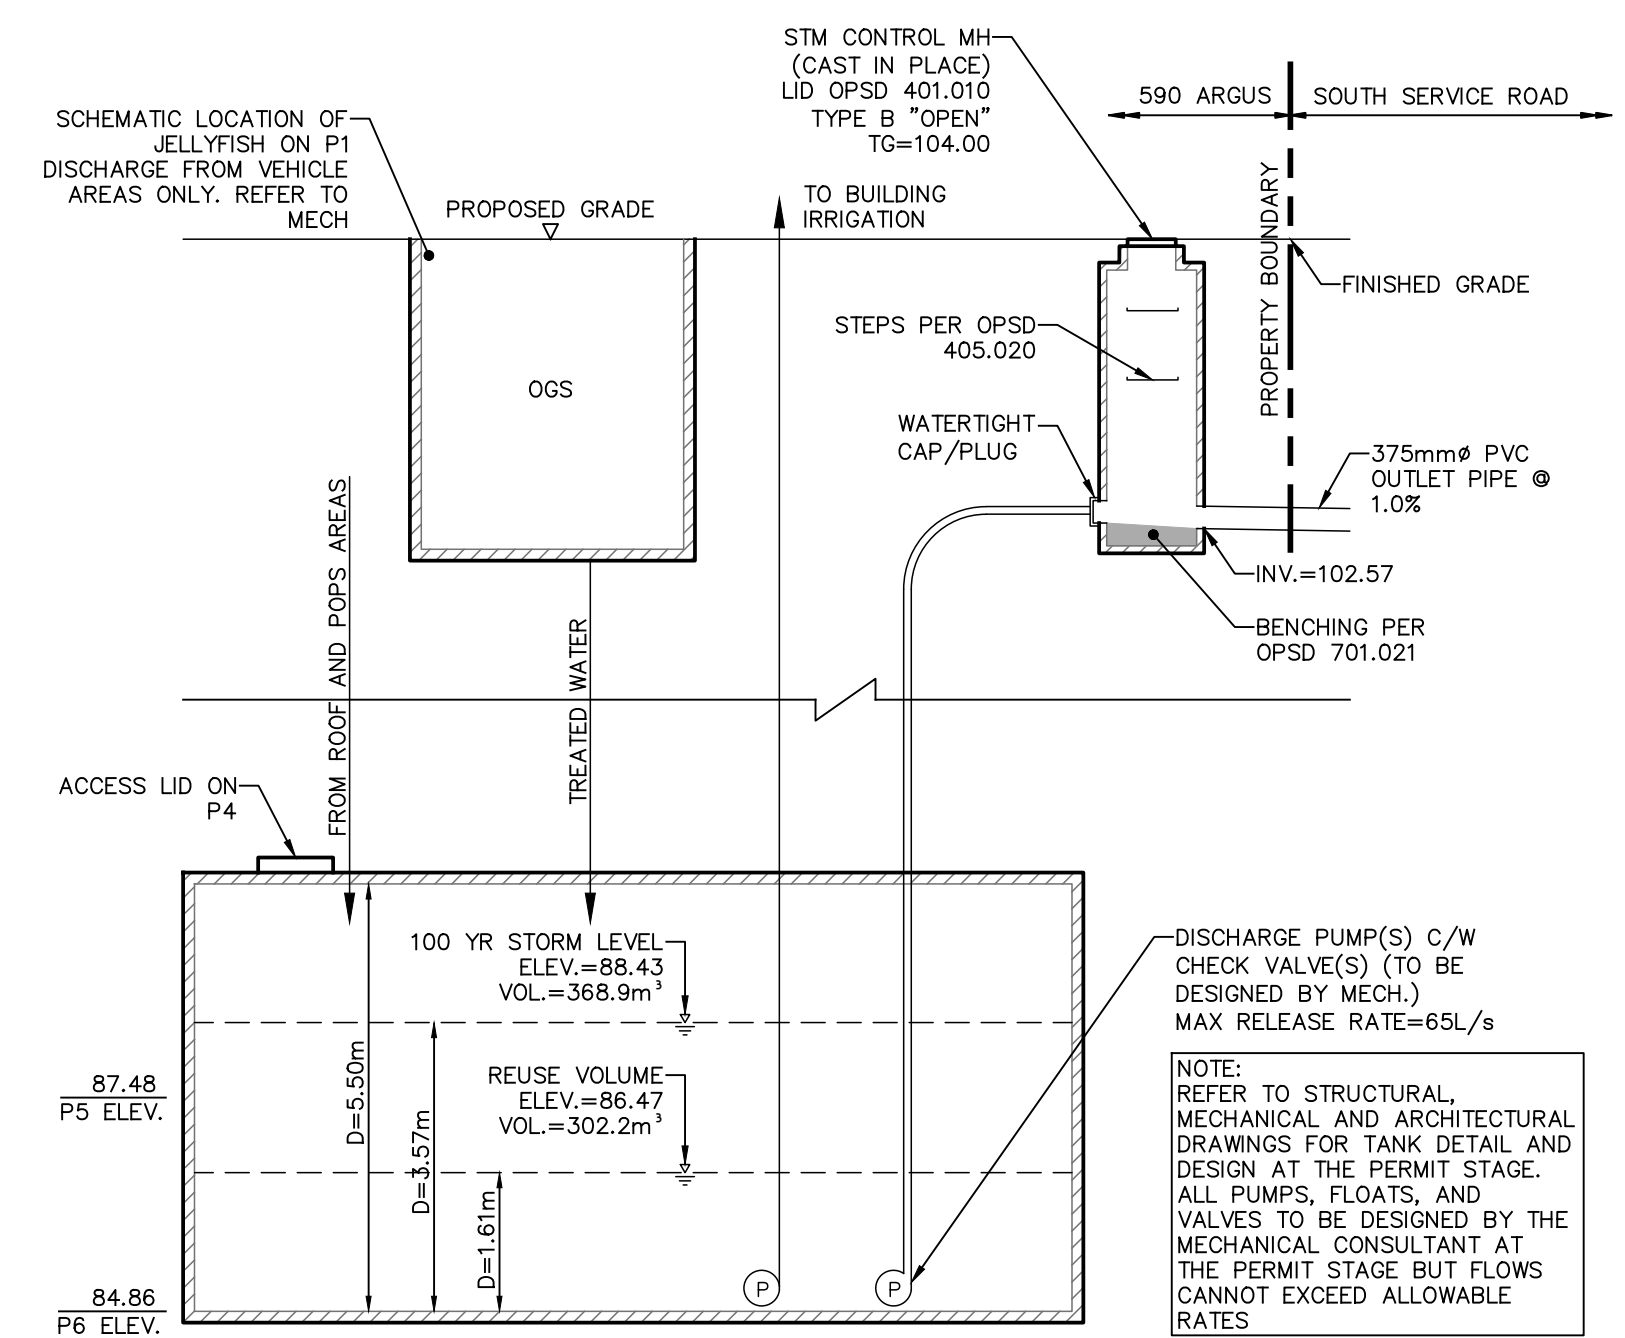 STM CONTROL MH
(CAST IN PLACE)
LID OPSD 401.010
TYPE B "OPEN"
TG=104.00
590 ARGUS
SOUTH SERVICE ROAD
SCHEMATIC LOCATION OF
JELLYFISH ON P1
DISCHARGE FROM VEHICLE
AREAS ONLY. REFER TO
MECH
PROPOSED GRADE
TO BUILDING
IRRIGATION
PROPERTY BOUNDARY
FINISHED GRADE
STEPS PER OPSD
405.020
OGS
WATERTIGHT
CAP/PLUG
375mmø PVC
OUTLET PIPE @
1.0%
INV.=102.57
BENCHING PER
OPSD 701.021
FROM ROOF AND POPS AREAS
TREATED WATER
ACCESS LID ON
P4
100 YR STORM LEVEL
ELEV.=88.43
VOL.=368.9m³
DISCHARGE PUMP(S) C/W
CHECK VALVE(S) (TO BE
DESIGNED BY MECH.)
MAX RELEASE RATE=65L/s
D=5.50m
D=3.57m
D=1.61m
REUSE VOLUME
ELEV.=86.47
VOL.=302.2m³
87.48
P5 ELEV.
84.86
P6 ELEV.
P
P
NOTE:
REFER TO STRUCTURAL,
MECHANICAL AND ARCHITECTURAL
DRAWINGS FOR TANK DETAIL AND
DESIGN AT THE PERMIT STAGE.
ALL PUMPS, FLOATS, AND
VALVES TO BE DESIGNED BY THE
MECHANICAL CONSULTANT AT
THE PERMIT STAGE BUT FLOWS
CANNOT EXCEED ALLOWABLE
RATES